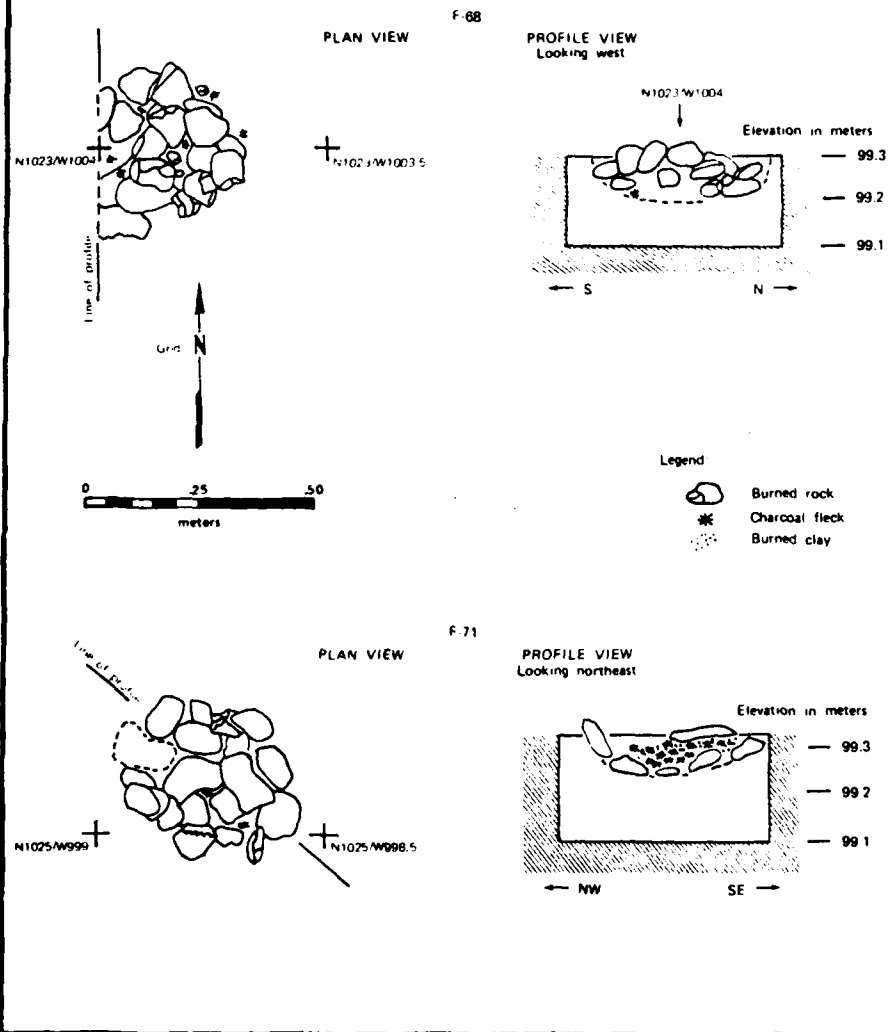 F-68
PLAN VIEW
N1023/W1004
N1023/W1003.5
Line of profile
PROFILE VIEW
Looking west
N1023/W1004
Elevation in meters
99.3
99.2
99.1
S
N
Grid N
0 .25 .50
meters
Legend
Burned rock
Charcoal fleck
Burned clay
F-71
PLAN VIEW
Line of profile
N1025/W999
N1025/W998.5
PROFILE VIEW
Looking northeast
Elevation in meters
99.3
99.2
99.1
NW
SE